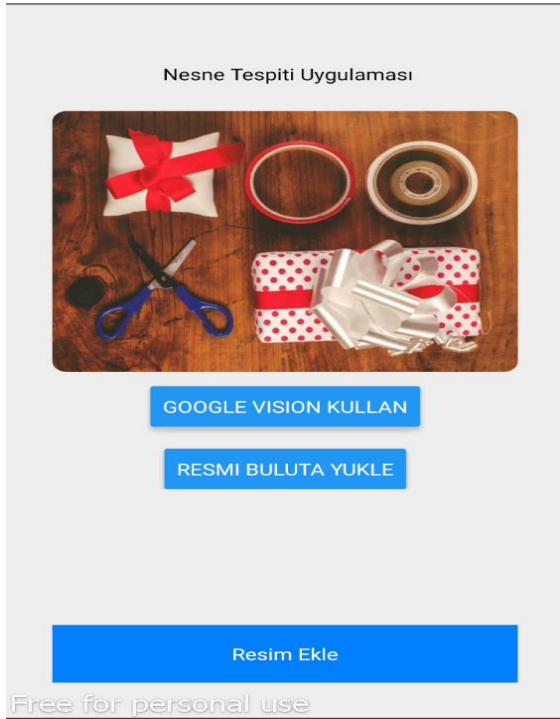 Nesne Tespiti Uygulaması
GOOGLE VISION KULLAN
RESMI BULUTA YUKLE
Resim Ekle
Free for personal use